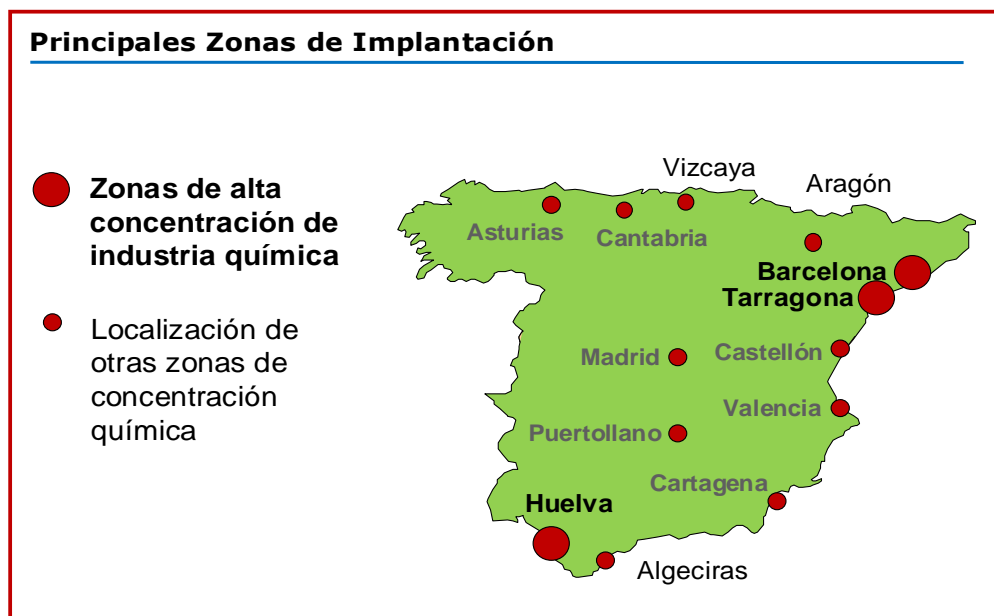 Principales Zonas de Implantación
Zonas de alta
concentración de
industria química
Localización de
otras zonas de
concentración
química
Vizcaya
Aragón
Asturias
Cantabria
Barcelona
Tarragona
Madrid
Castellón
Valencia
Puertollano
Cartagena
Huelva
Algeciras